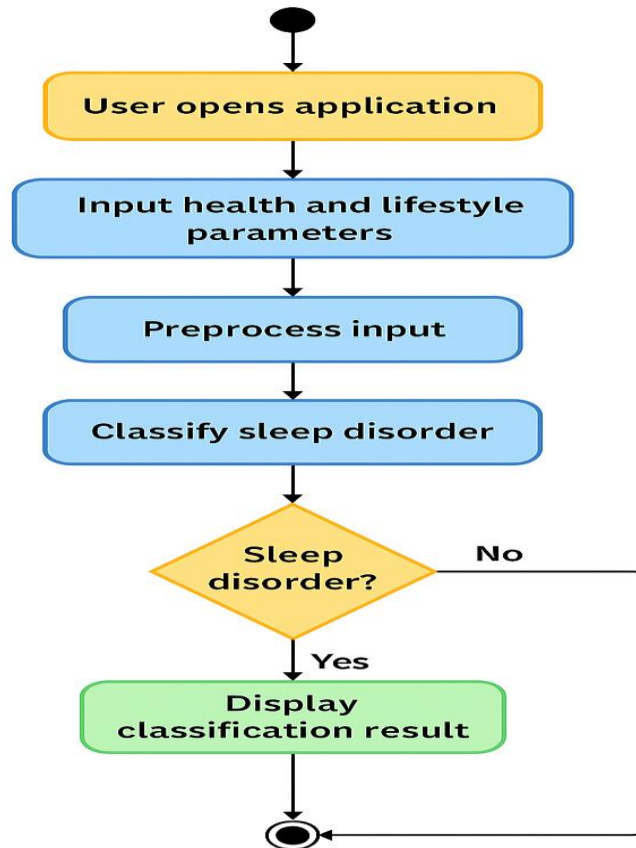 User opens application
Input health and lifestyle
parameters
Preprocess input
Classify sleep disorder
Sleep
disorder?
No
Yes
Display
classification result